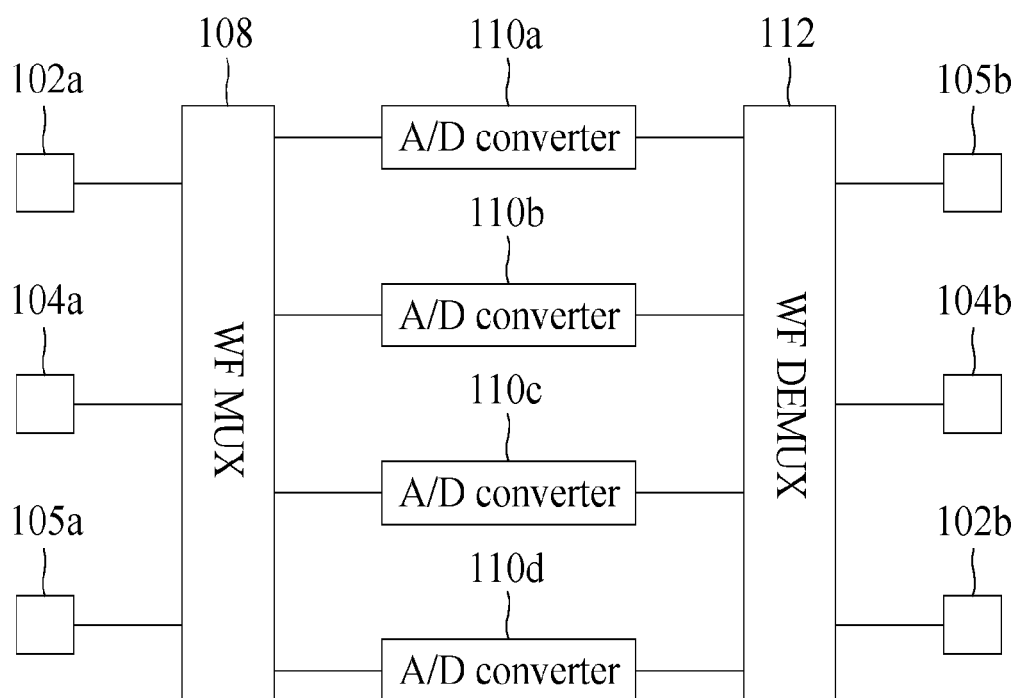 108
110a
112
102a
105b
A/D converter
110b
104a
104b
A/D converter
WF MUX
WF DEMUX
110c
A/D converter
105a
102b
110d
A/D converter